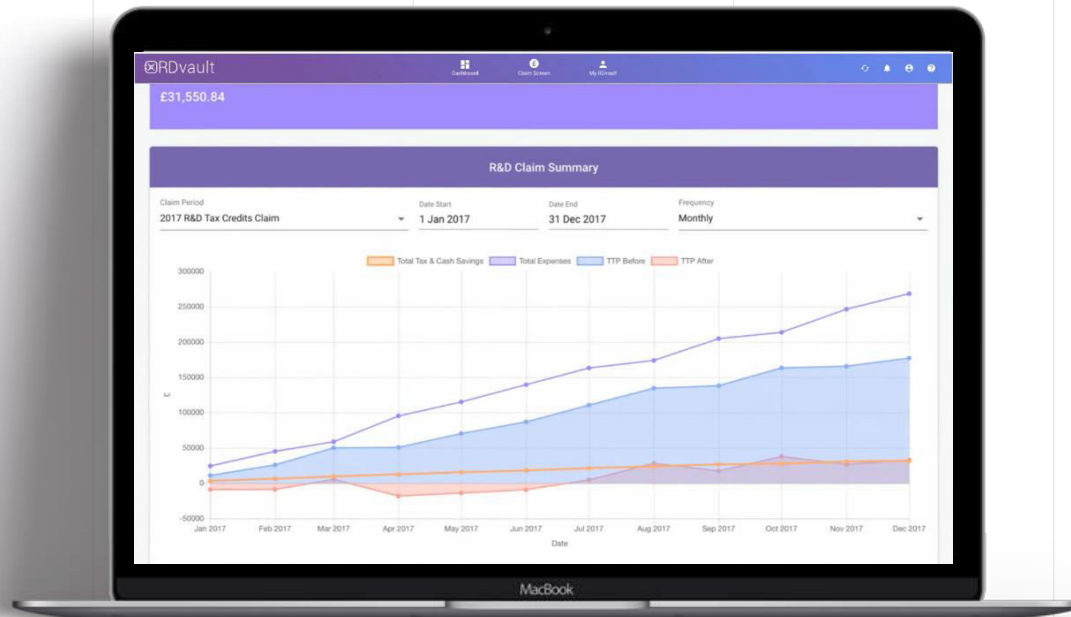 RDvault
Dashboard
Claim Screen
My RDvault
£31,550.84
R&D Claim Summary
Claim Period
Date Start
Date End
Frequency
2017 R&D Tax Credits Claim
1 Jan 2017
31 Dec 2017
Monthly
Total Tax & Cash Savings
Total Expenses
TTP Before
TTP After
300000
250000
200000
150000
£
100000
50000
0
-50000
Jan 2017
Feb 2017
Mar 2017
Apr 2017
May 2017
Jun 2017
Jul 2017
Aug 2017
Sep 2017
Oct 2017
Nov 2017
Dec 2017
Date
MacBook